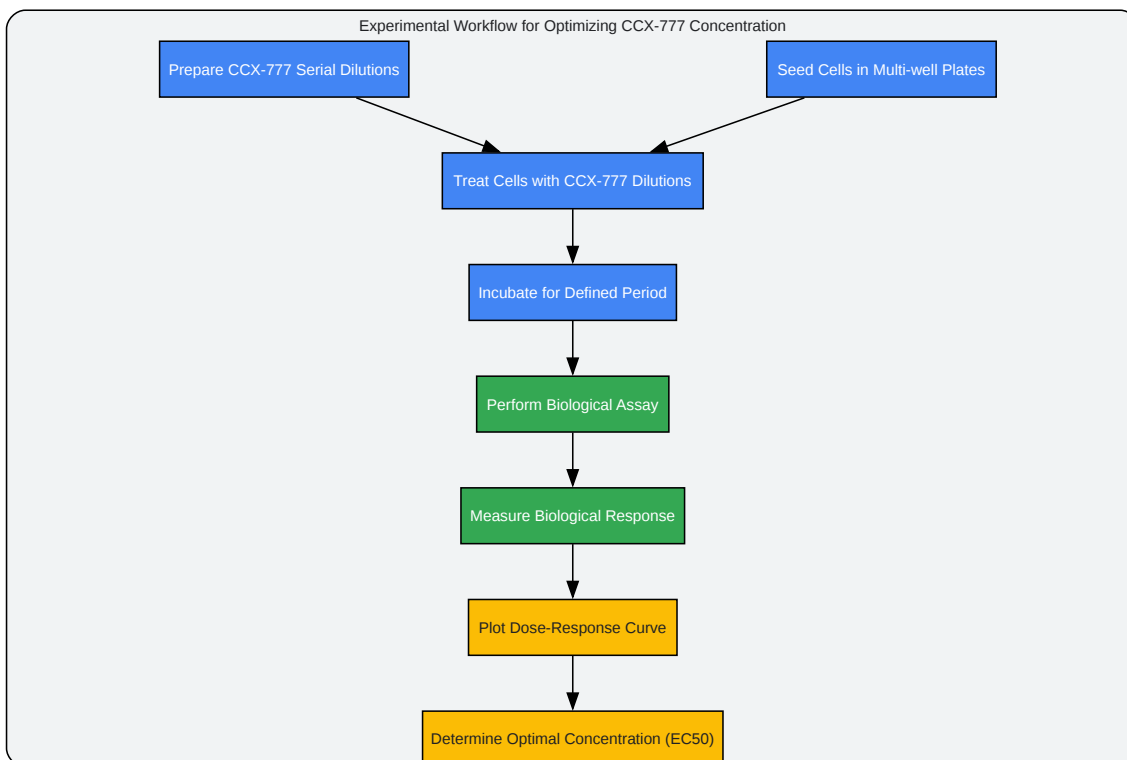 Experimental Workflow for Optimizing CCX-777 Concentration
Prepare CCX-777 Serial Dilutions
Seed Cells in Multi-well Plates
Treat Cells with CCX-777 Dilutions
Incubate for Defined Period
Perform Biological Assay
Measure Biological Response
Plot Dose-Response Curve
Determine Optimal Concentration (EC50)